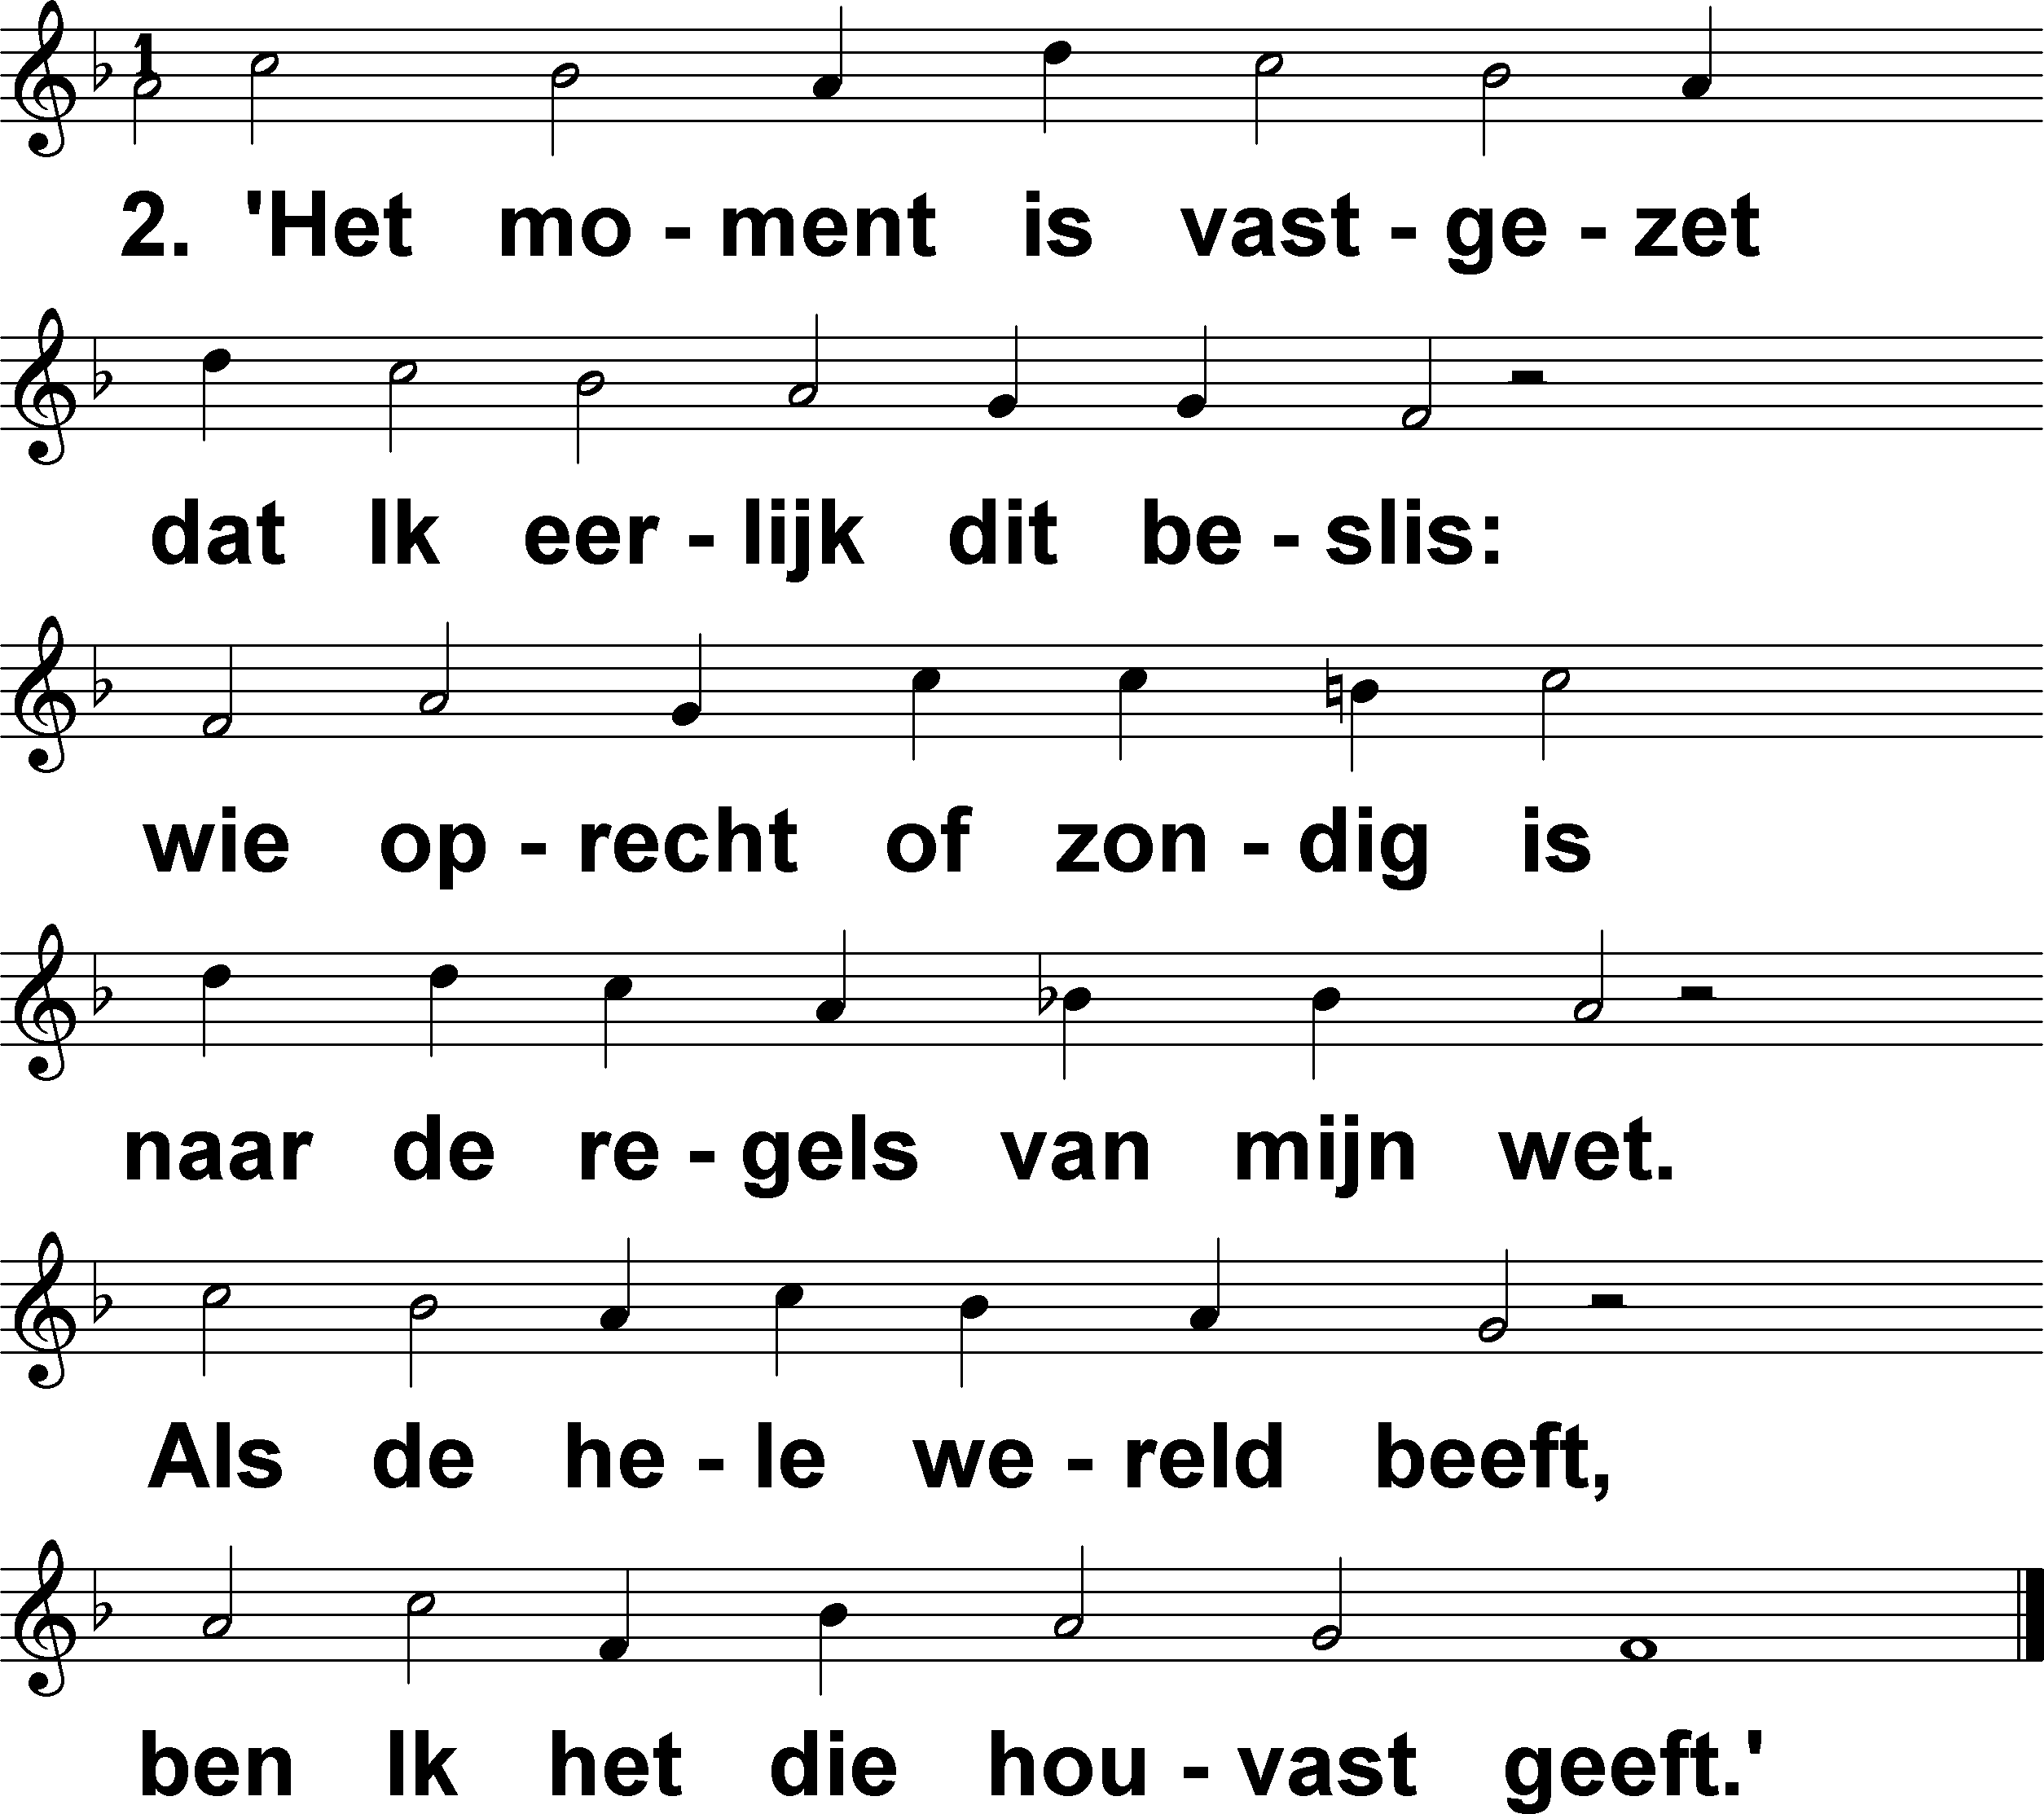 1
2. 'Het mo - ment is vast - ge - zet
dat Ik eer - lijk dit be - slis:
wie op - recht of zon - dig is
naar de re - gels van mijn wet.
Als de he - le we - reld beeft,
ben Ik het die hou - vast geeft.'